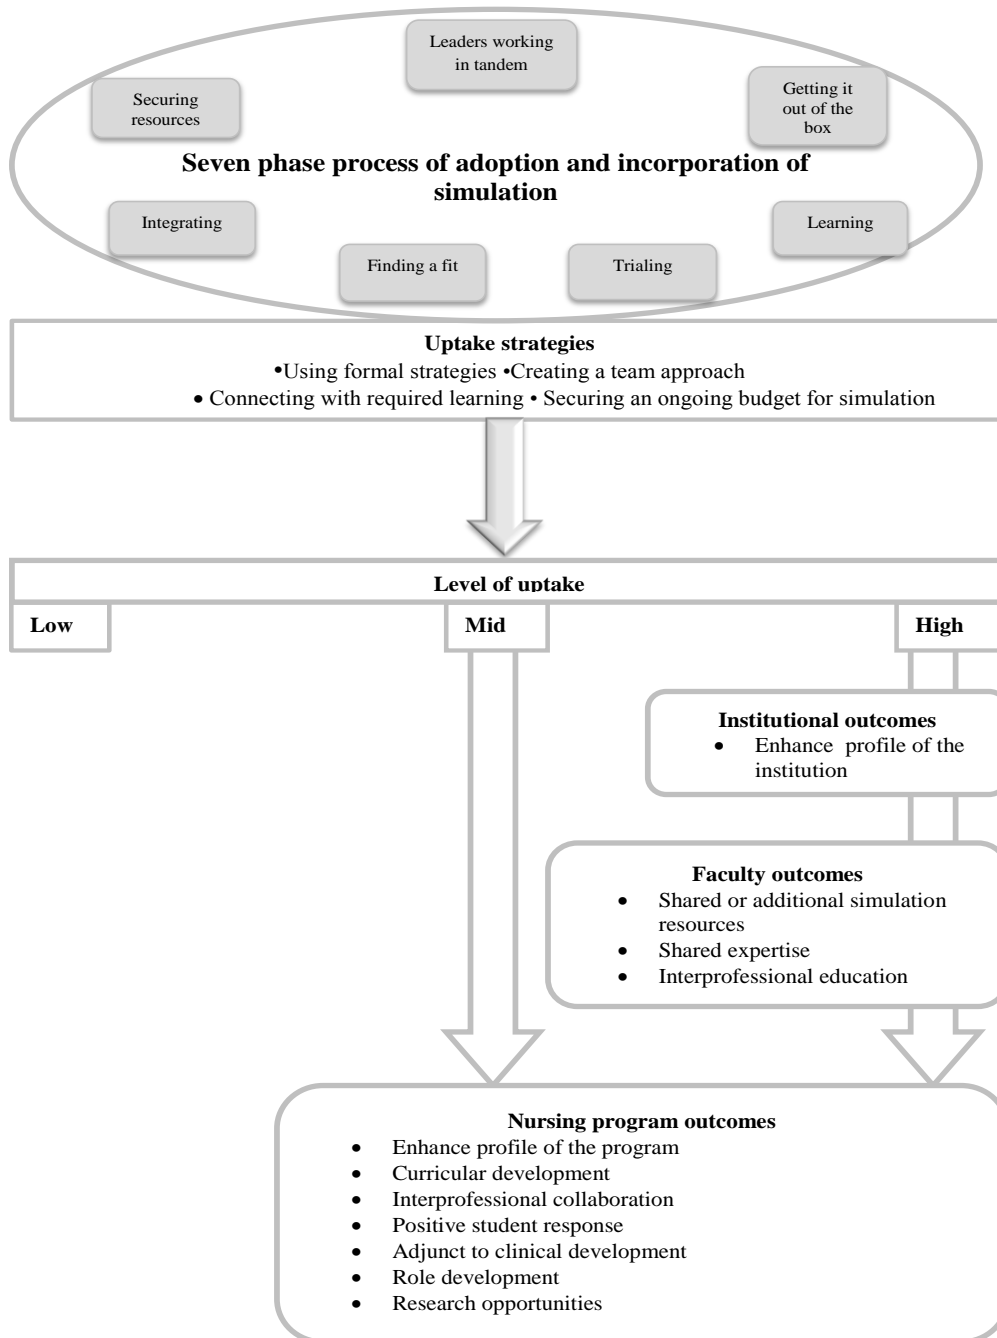 Leaders working
in tandem
Securing
resources
Getting it
out of the
box
Seven phase process of adoption and incorporation of
simulation
Integrating
Learning
Finding a fit
Trialing
Uptake strategies
•Using formal strategies •Creating a team approach
• Connecting with required learning • Securing an ongoing budget for simulation
Level of uptake
Low
Mid
High
Institutional outcomes
• Enhance profile of the
institution
Faculty outcomes
• Shared or additional simulation
resources
• Shared expertise
• Interprofessional education
Nursing program outcomes
• Enhance profile of the program
• Curricular development
• Interprofessional collaboration
• Positive student response
• Adjunct to clinical development
• Role development
• Research opportunities